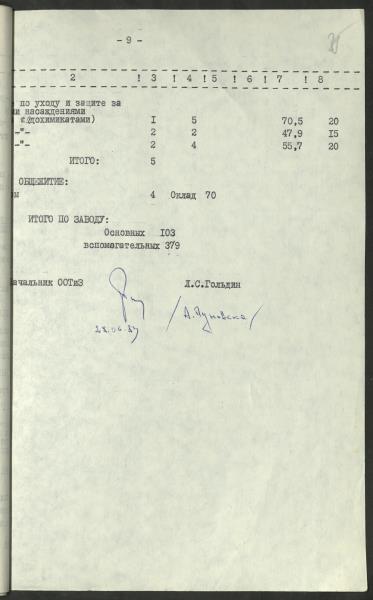 - 9 -
2 ! 3 ! 4 ! 5 ! 6 ! 7 ! 8
по уходу и защите за
насаждениями
дохимикатами) I 5 70,5 20
-"- 2 2 47,9 I5
-"- 2 4 55,7 20
ИТОГО: 5
ОБЩЕЖИТИЕ:
4 Оклад 70
ИТОГО ПО ЗАВОДУ:
Основных I03
вспомагательных 379
Начальник ООТиЗ Л.С.Гольдин
/А.